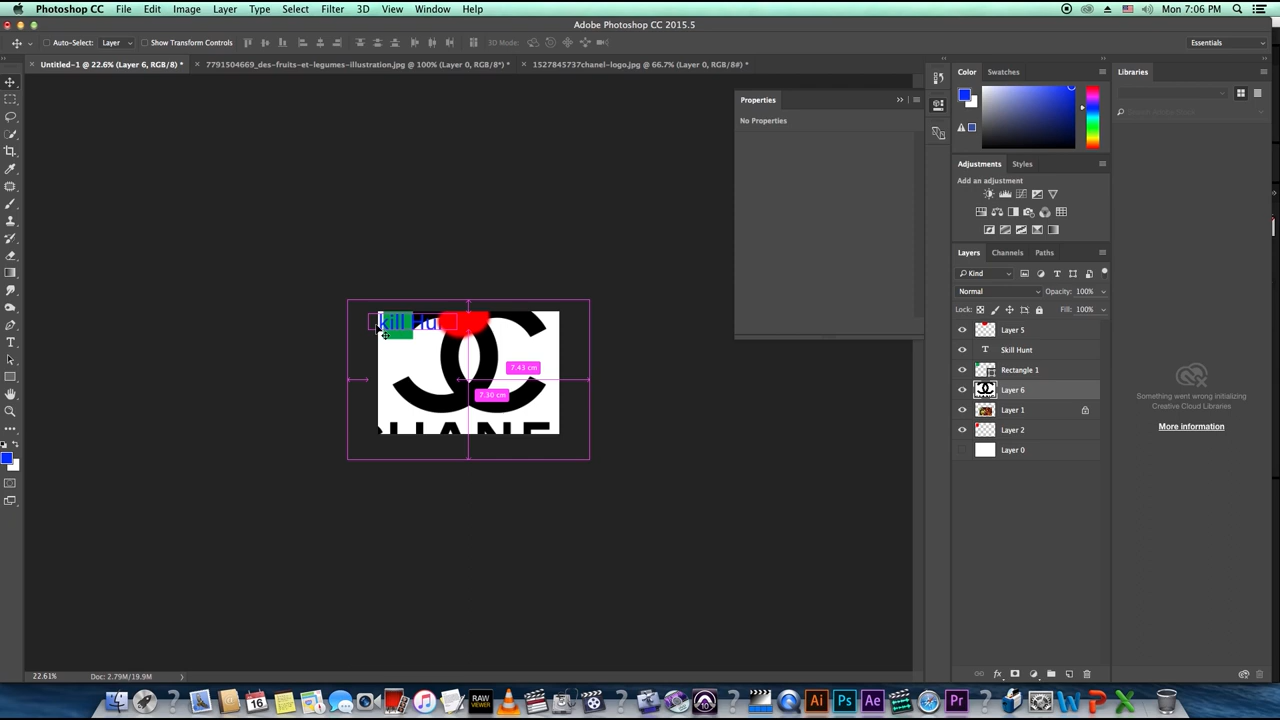 Photoshop CC File Edit Image Layer Type Select Filter 3D View Window Help Mon 7:06 PM
Adobe Photoshop CC 2015.5
Auto-Select: Layer Show Transform Controls 3D Mode: Essentials
Untitled-1 @ 22.6% (Layer 6, RGB/8) * 7791504669_des-fruits-et-legumes-illustration.jpg @ 100% (Layer 0, RGB/8*) * 1527845737chanel-logo.jpg @ 66.7% (Layer 0, RGB/8#) *
Color Swatches Libraries
Properties
No Properties
Adjustments Styles
Add an adjustment
Layers Channels Paths
Kind
Normal Opacity: 100%
Lock: Fill: 100%
Layer 5
Skill Hunt
Rectangle 1
Layer 6
Layer 1
Layer 2
Layer 0
Something went wrong initializing
Creative Cloud Libraries
More information
kill Hun
7.43 cm
7.30 cm
CHANE
22.61% Doc: 2.79M/19.9M